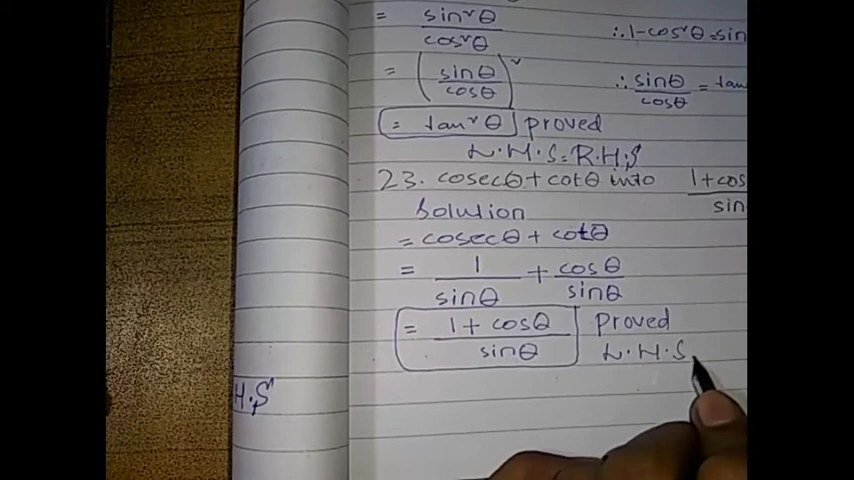 = sin²θ / cos²θ ∴ 1-cos²θ = sin
= (sinθ / cosθ)² ∴ sinθ / cosθ = tan
= tan²θ proved
L.H.S = R.H.S
23. cosecθ + cotθ into 1+cos / sin
Solution
= cosecθ + cotθ
= 1 / sinθ + cosθ / sinθ
= 1 + cosθ / sinθ Proved
L.H.S
H.S